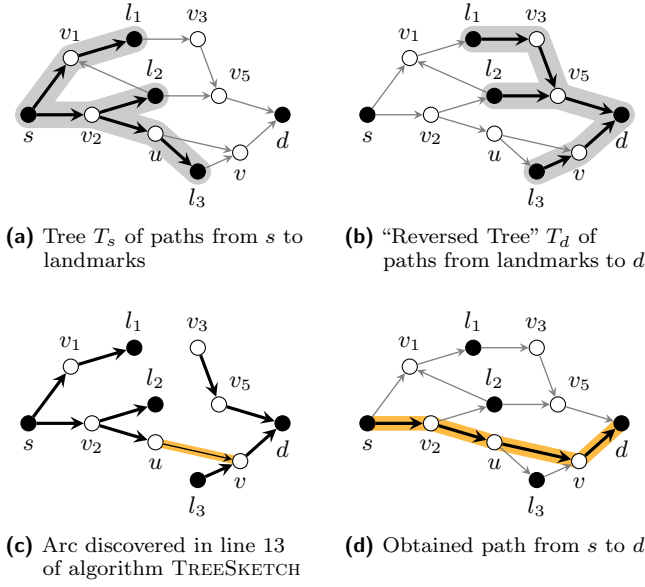 l₁ v₃ l₁ v₃
v₁ v₁
l₂ v₅ l₂ v₅
s v₂ u d s v₂ u d
v v
l₃ l₃
(a) Tree Tₛ of paths from s to
landmarks
(b) “Reversed Tree” T_d of
paths from landmarks to d
l₁ v₃ l₁ v₃
v₁ v₁
l₂ v₅ l₂ v₅
s v₂ u d s v₂ u d
v v
l₃ l₃
(c) Arc discovered in line 13
of algorithm TREESKETCH
(d) Obtained path from s to d